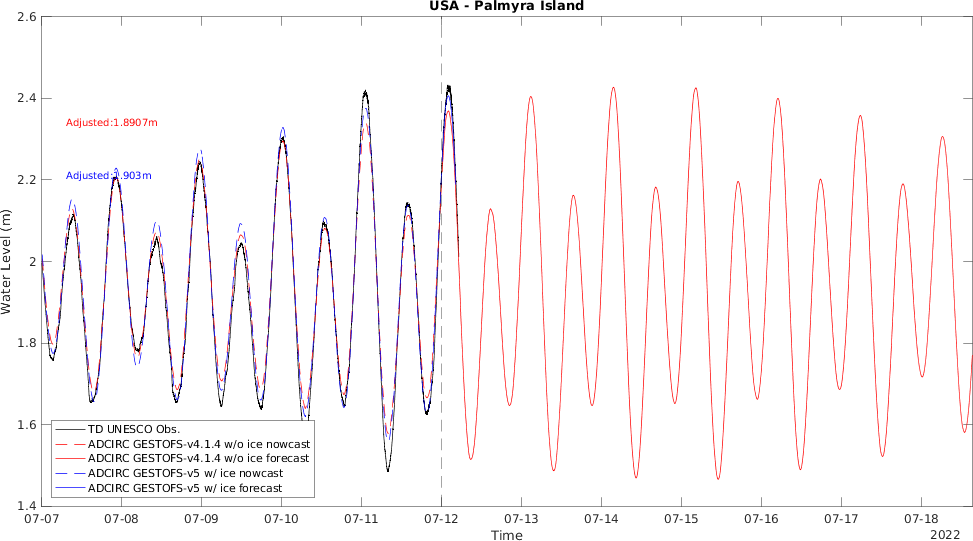 USA - Palmyra Island
2.6
2.4
2.2
2
1.8
1.6
1.4
Water Level (m)
Adjusted:1.8907m
Adjusted:1.903m
TD UNESCO Obs.
ADCIRC GESTOFS-v4.1.4 w/o ice nowcast
ADCIRC GESTOFS-v4.1.4 w/o ice forecast
ADCIRC GESTOFS-v5 w/ ice nowcast
ADCIRC GESTOFS-v5 w/ ice forecast
07-07 07-08 07-09 07-10 07-11 07-12 07-13 07-14 07-15 07-16 07-17 07-18
Time
2022